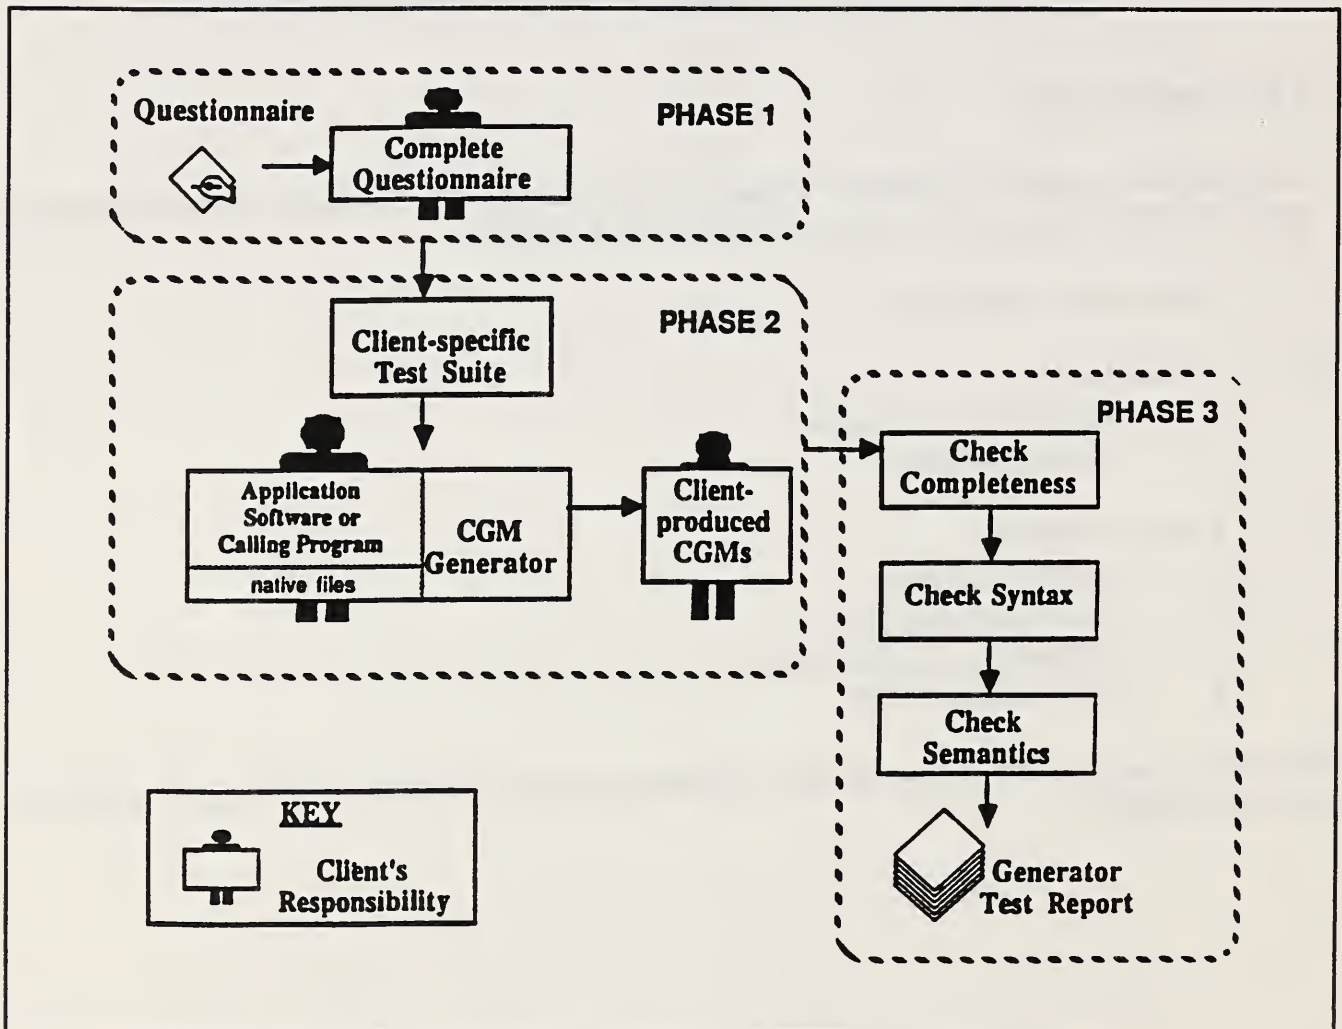 Questionnaire
PHASE 1
Complete
Questionnaire
PHASE 2
Client-specific
Test Suite
Application
Software or
Calling Program
native files
CGM
Generator
Client-
produced
CGMs
PHASE 3
Check
Completeness
Check Syntax
Check
Semantics
Generator
Test Report
KEY
Client's
Responsibility